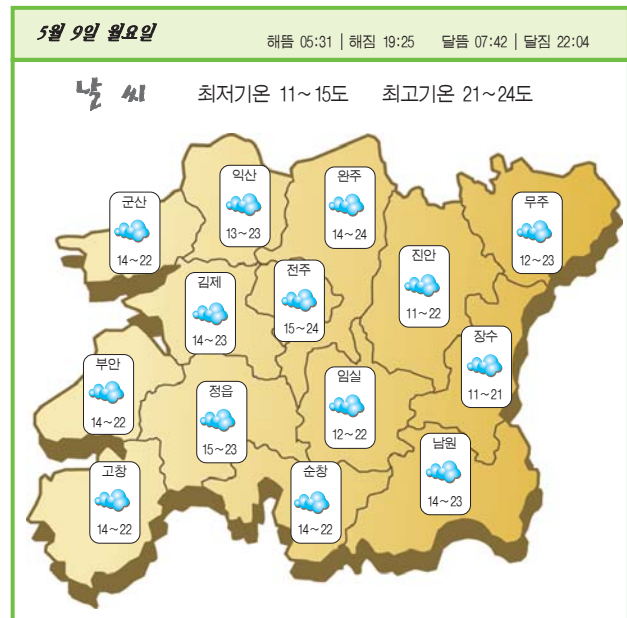 5월 9일 월요일
해뜸 05:31 | 해짐 19:25 달뜸 07:42 | 달짐 22:04
날 씨 최저기온 11~15도 최고기온 21~24도
군산
14~22
익산
13~23
완주
14~24
무주
12~23
김제
14~23
전주
15~24
진안
11~22
장수
11~21
부안
14~22
정읍
15~23
임실
12~22
남원
14~23
고창
14~22
순창
14~22